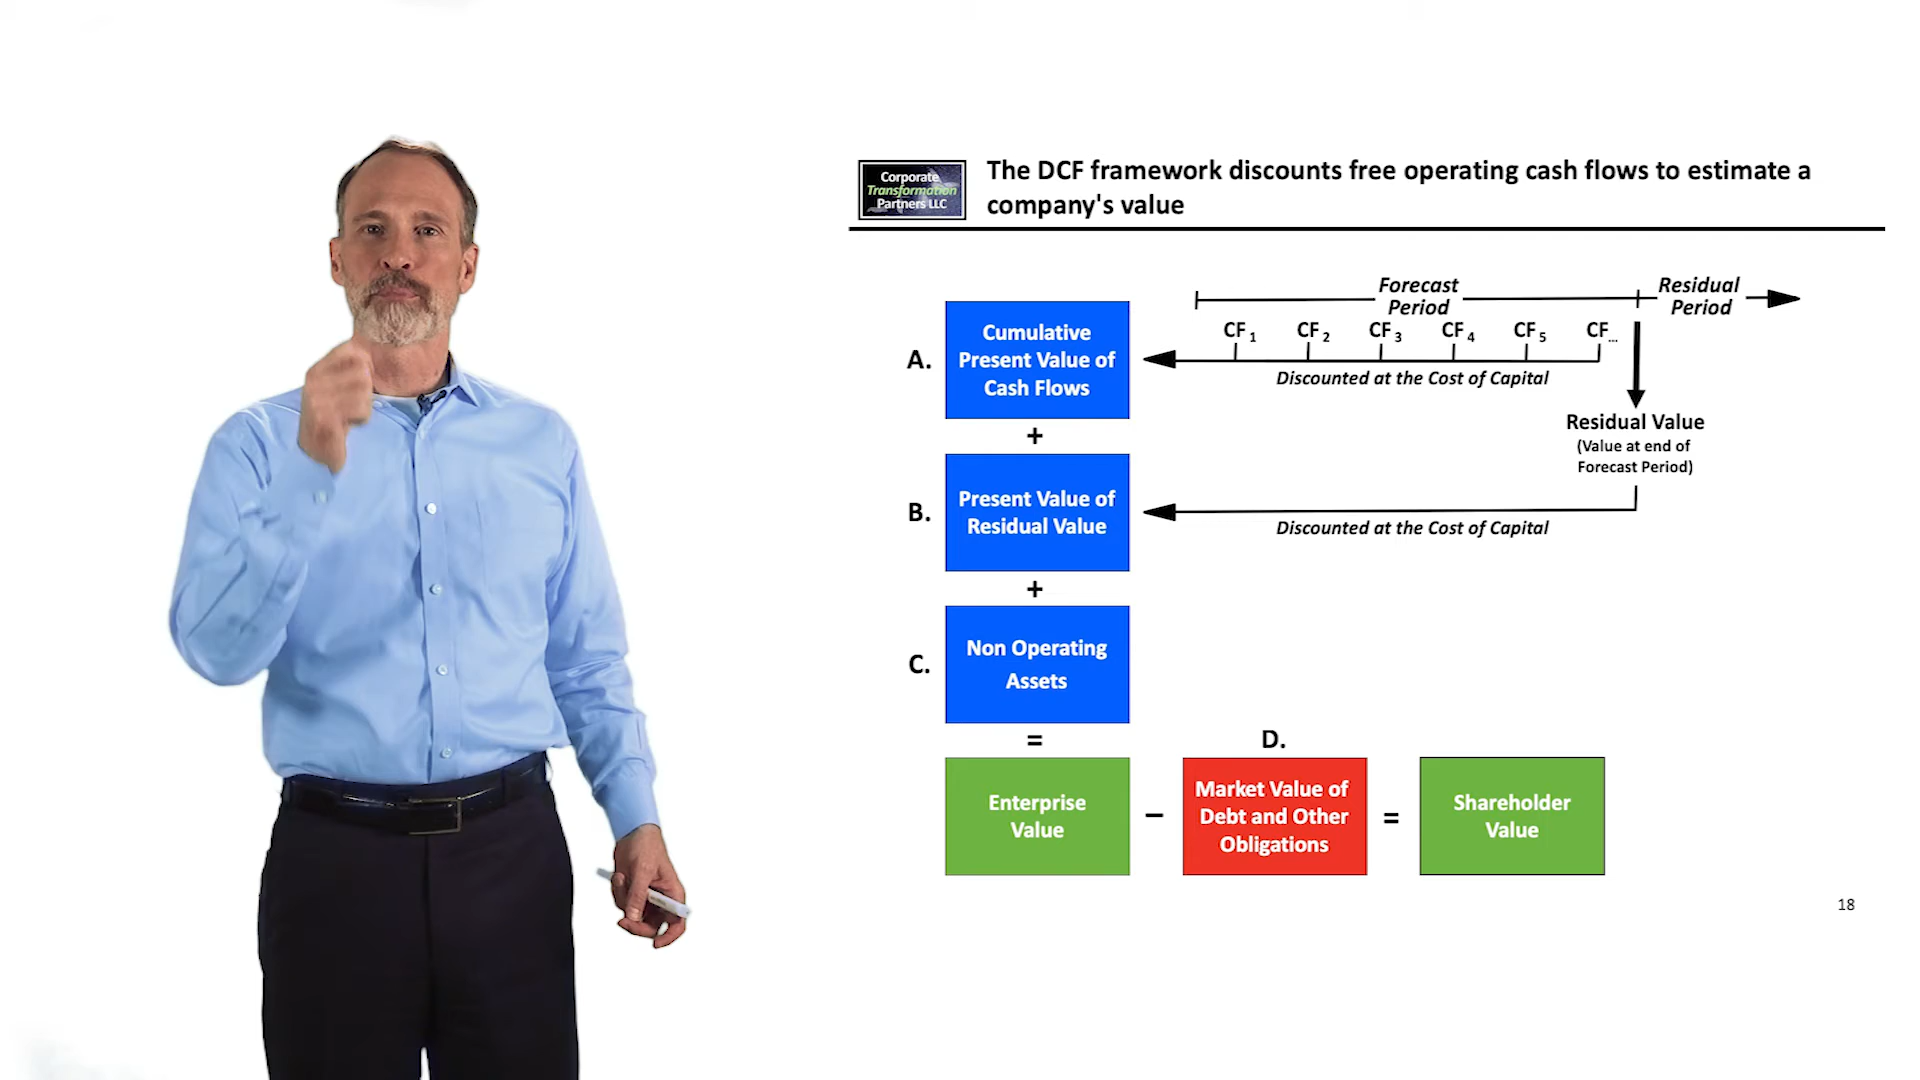 Corporate
Transformation
Partners LLC
The DCF framework discounts free operating cash flows to estimate a
company's value
Forecast
Period
Residual
Period
A.
Cumulative
Present Value of
Cash Flows
CF 1 CF 2 CF 3 CF 4 CF 5 CF...
Discounted at the Cost of Capital
Residual Value
(Value at end of
Forecast Period)
+
B.
Present Value of
Residual Value
Discounted at the Cost of Capital
+
C.
Non Operating
Assets
=
D.
Enterprise
Value
–
Market Value of
Debt and Other
Obligations
=
Shareholder
Value
18